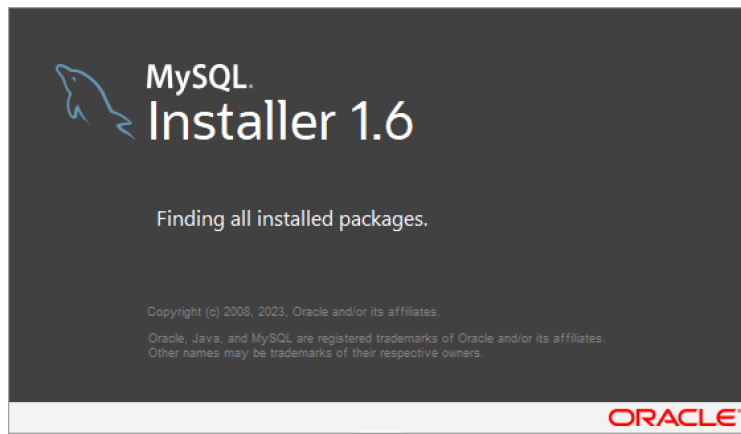 MySQL.
Installer 1.6
Finding all installed packages.
Copyright (c) 2008, 2023, Oracle and/or its affiliates.
Oracle, Java, and MySQL are registered trademarks of Oracle and/or its affiliates.
Other names may be trademarks of their respective owners.
ORACLE